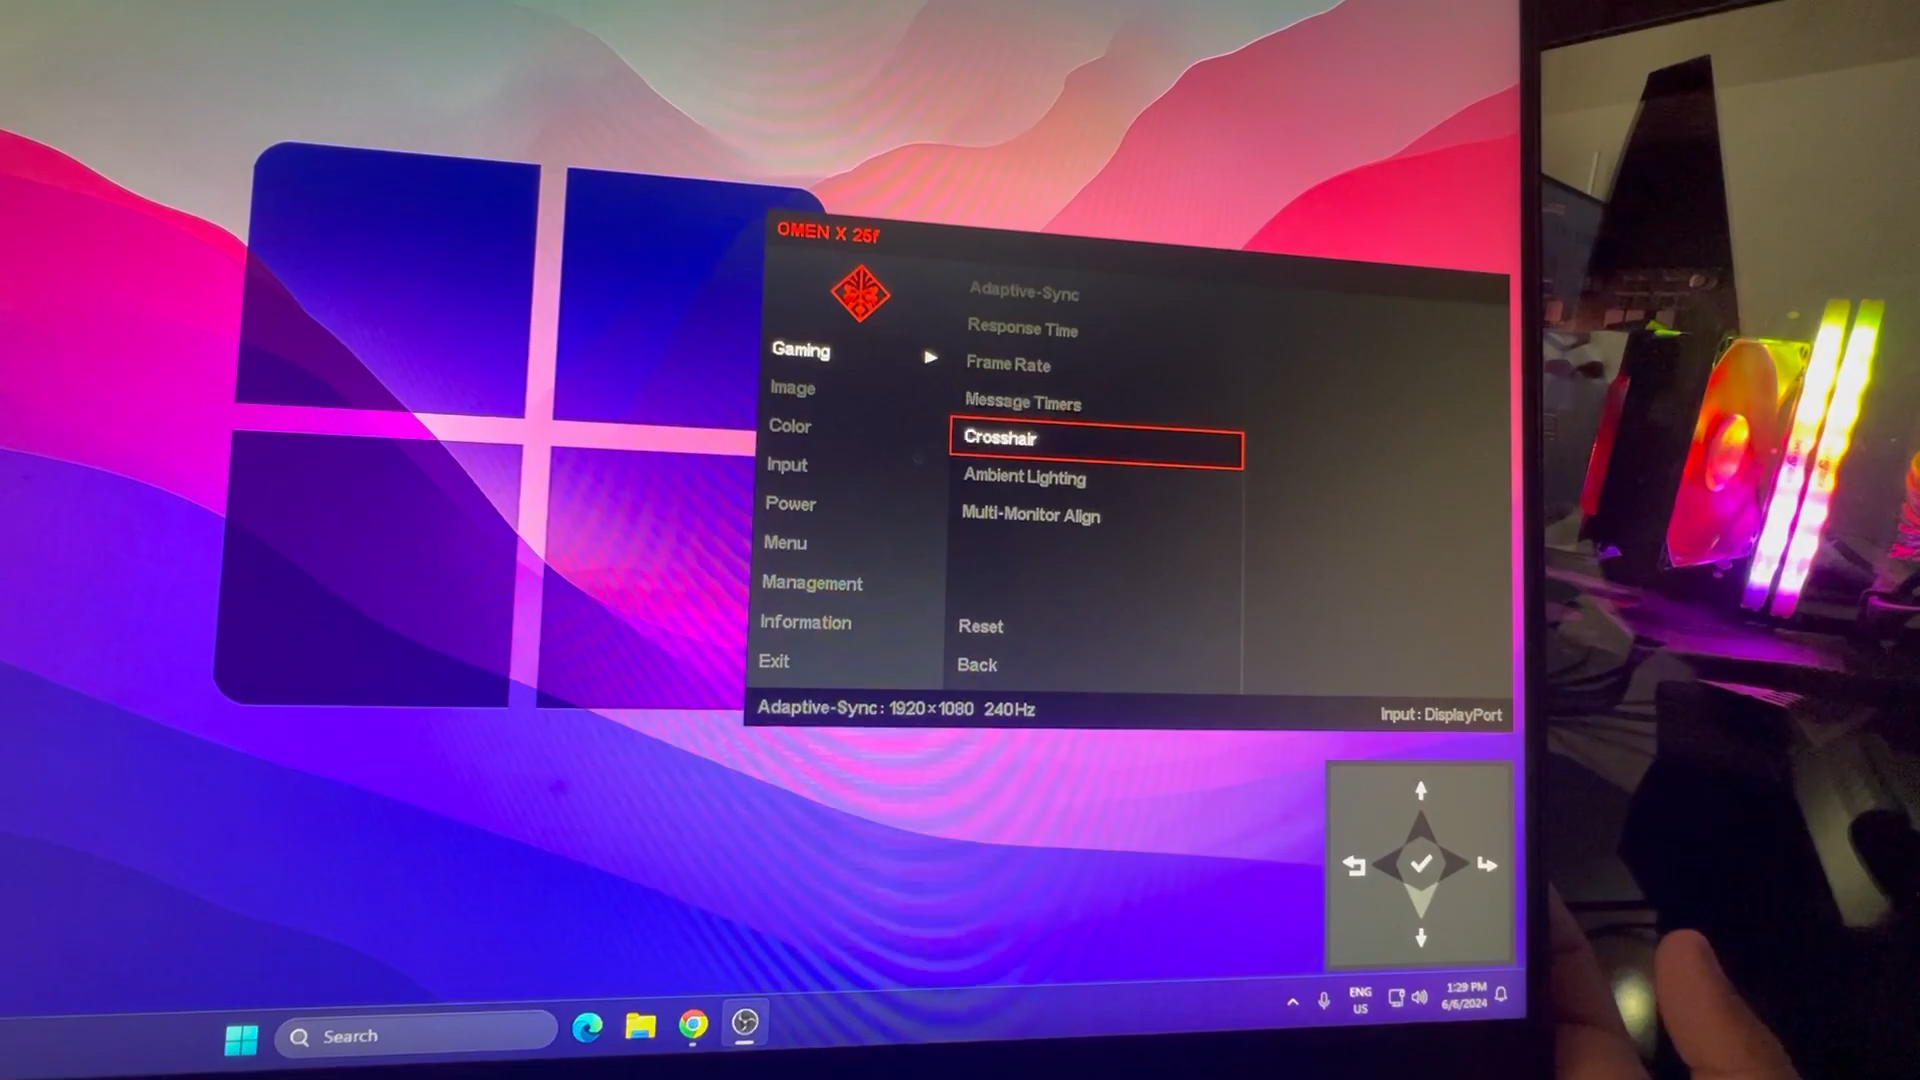 OMEN X 25f
Gaming
Image
Color
Input
Power
Menu
Management
Information
Exit
Adaptive-Sync
Response Time
Frame Rate
Message Timers
Crosshair
Ambient Lighting
Multi-Monitor Align
Reset
Back
Adaptive-Sync: 1920×1080 240Hz
Input: DisplayPort
Search
ENG
US
1:29 PM
6/6/2024